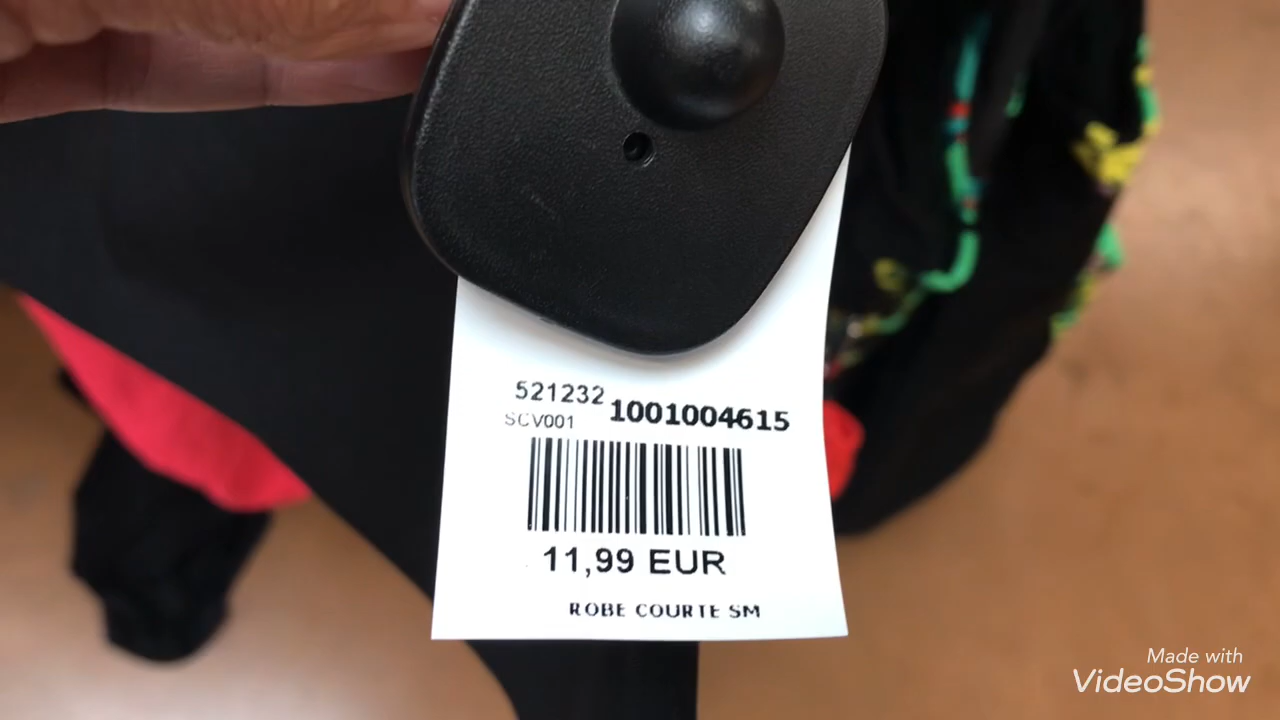 521232
SCV001
1001004615
11,99 EUR
ROBE COURTE SM
Made with
VideoShow